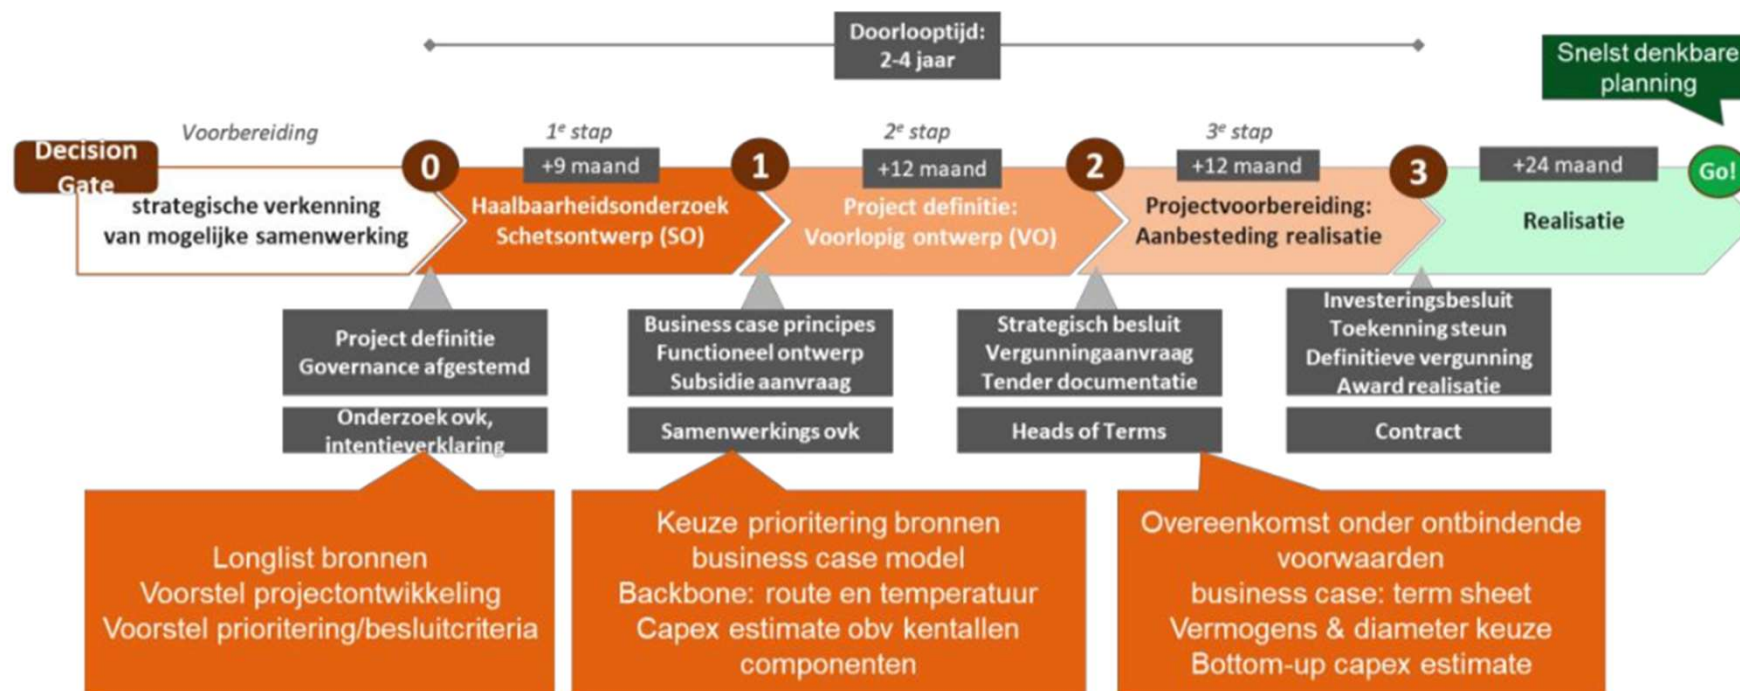 Doorlooptijd:
2-4 jaar
Snelst denkbare
planning
Voorbereiding
1e stap
2e stap
3e stap
Decision
Gate
0
+9 maand
1
+12 maand
2
+12 maand
3
+24 maand
Go!
strategische verkenning
van mogelijke samenwerking
Haalbaarheidsonderzoek
Schetsontwerp (SO)
Project definitie:
Voorlopig ontwerp (VO)
Projectvoorbereiding:
Aanbesteding realisatie
Realisatie
Project definitie
Governance afgestemd
Business case principes
Functioneel ontwerp
Subsidie aanvraag
Strategisch besluit
Vergunningaanvraag
Tender documentatie
Investeringsbesluit
Toekenning steun
Definitieve vergunning
Award realisatie
Onderzoek ovk,
intentieverklaring
Samenwerkings ovk
Heads of Terms
Contract
Longlist bronnen
Voorstel projectontwikkeling
Voorstel prioritering/besluitcriteria
Keuze prioritering bronnen
business case model
Backbone: route en temperatuur
Capex estimate obv kentallen
componenten
Overeenkomst onder ontbindende
voorwaarden
business case: term sheet
Vermogens & diameter keuze
Bottom-up capex estimate